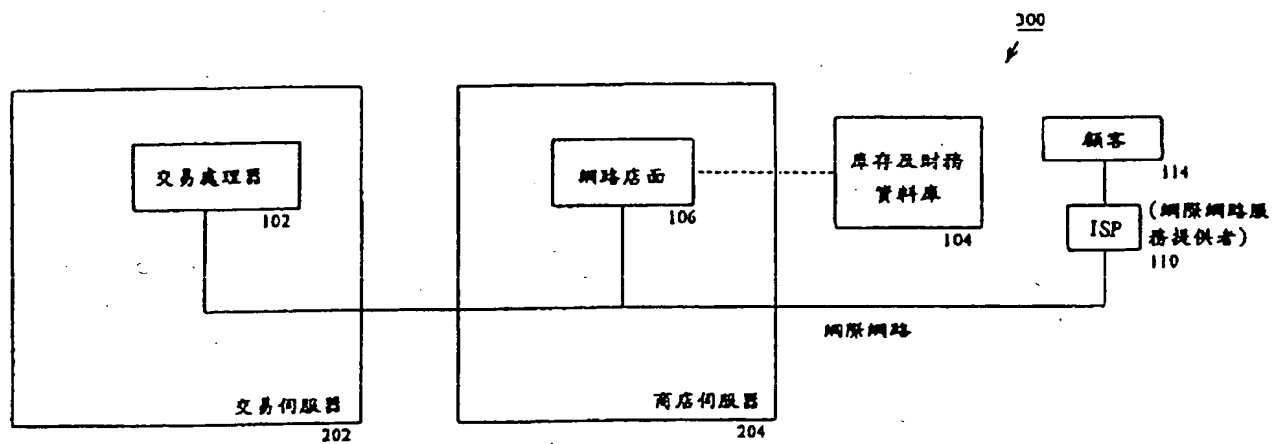 300
交易處理器
102
網路店面
106
庫存及財務
資料庫
104
顧客
114
ISP
(網際網路服
務提供者)
110
網際網路
交易伺服器
202
商店伺服器
204